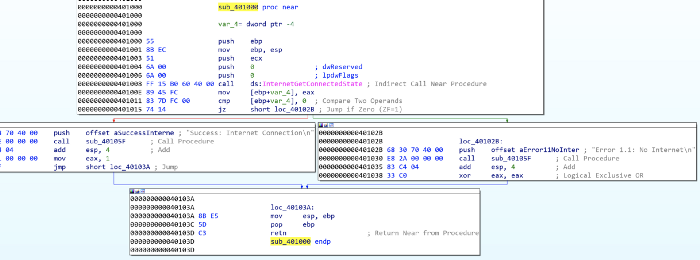 0000000000401000
0000000000401000
0000000000401000 sub_401000 proc near
0000000000401000
0000000000401000 var_4= dword ptr -4
0000000000401000
0000000000401000 55 push ebp
0000000000401001 8B EC mov ebp, esp
0000000000401003 51 push ecx
0000000000401004 6A 00 push 0 ; dwReserved
0000000000401006 6A 00 push 0 ; lpdwFlags
0000000000401008 FF 15 B0 60 40 00 call ds:InternetGetConnectedState ; Indirect Call Near Procedure
000000000040100E 89 45 FC mov [ebp+var_4], eax
0000000000401011 83 7D FC 00 cmp [ebp+var_4], 0 ; Compare Two Operands
0000000000401015 74 14 jz short loc_40102B ; Jump if Zero (ZF=1)
70 40 00 push offset aSuccessInterne ; "Success: Internet Connection\n"
00 00 00 call sub_40105F ; Call Procedure
04 add esp, 4 ; Add
00 00 00 mov eax, 1
jmp short loc_40103A ; Jump
000000000040102B
000000000040102B loc_40102B:
000000000040102B 68 30 70 40 00 push offset aError11NoInter ; "Error 1.1: No Internet\n"
0000000000401030 E8 2A 00 00 00 call sub_40105F ; Call Procedure
0000000000401035 83 C4 04 add esp, 4 ; Add
0000000000401038 33 C0 xor eax, eax ; Logical Exclusive OR
000000000040103A
000000000040103A loc_40103A:
000000000040103A 8B E5 mov esp, ebp
000000000040103C 5D pop ebp
000000000040103D C3 retn ; Return Near from Procedure
000000000040103D sub_401000 endp
000000000040103D